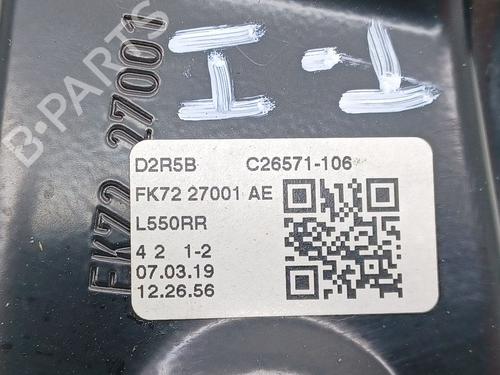 FK72 27001
B-PARTS
D2R5B C26571-106
FK72 27001 AE
L550RR
4 2 1-2
07.03.19
12.26.56